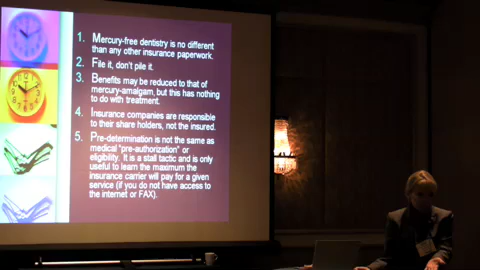 1. Mercury-free dentistry is no different
than any other insurance paperwork.
2. File it, don't pile it.
3. Benefits may be reduced to that of
mercury-amalgam, but this has nothing
to do with treatment.
4. Insurance companies are responsible
to their share holders, not the insured.
5. Pre-determination is not the same as
medical "pre-authorization" or
eligibility. It is a stall tactic and is only
useful to learn the maximum the
insurance carrier will pay for a given
service (if you do not have access to
the internet or FAX).